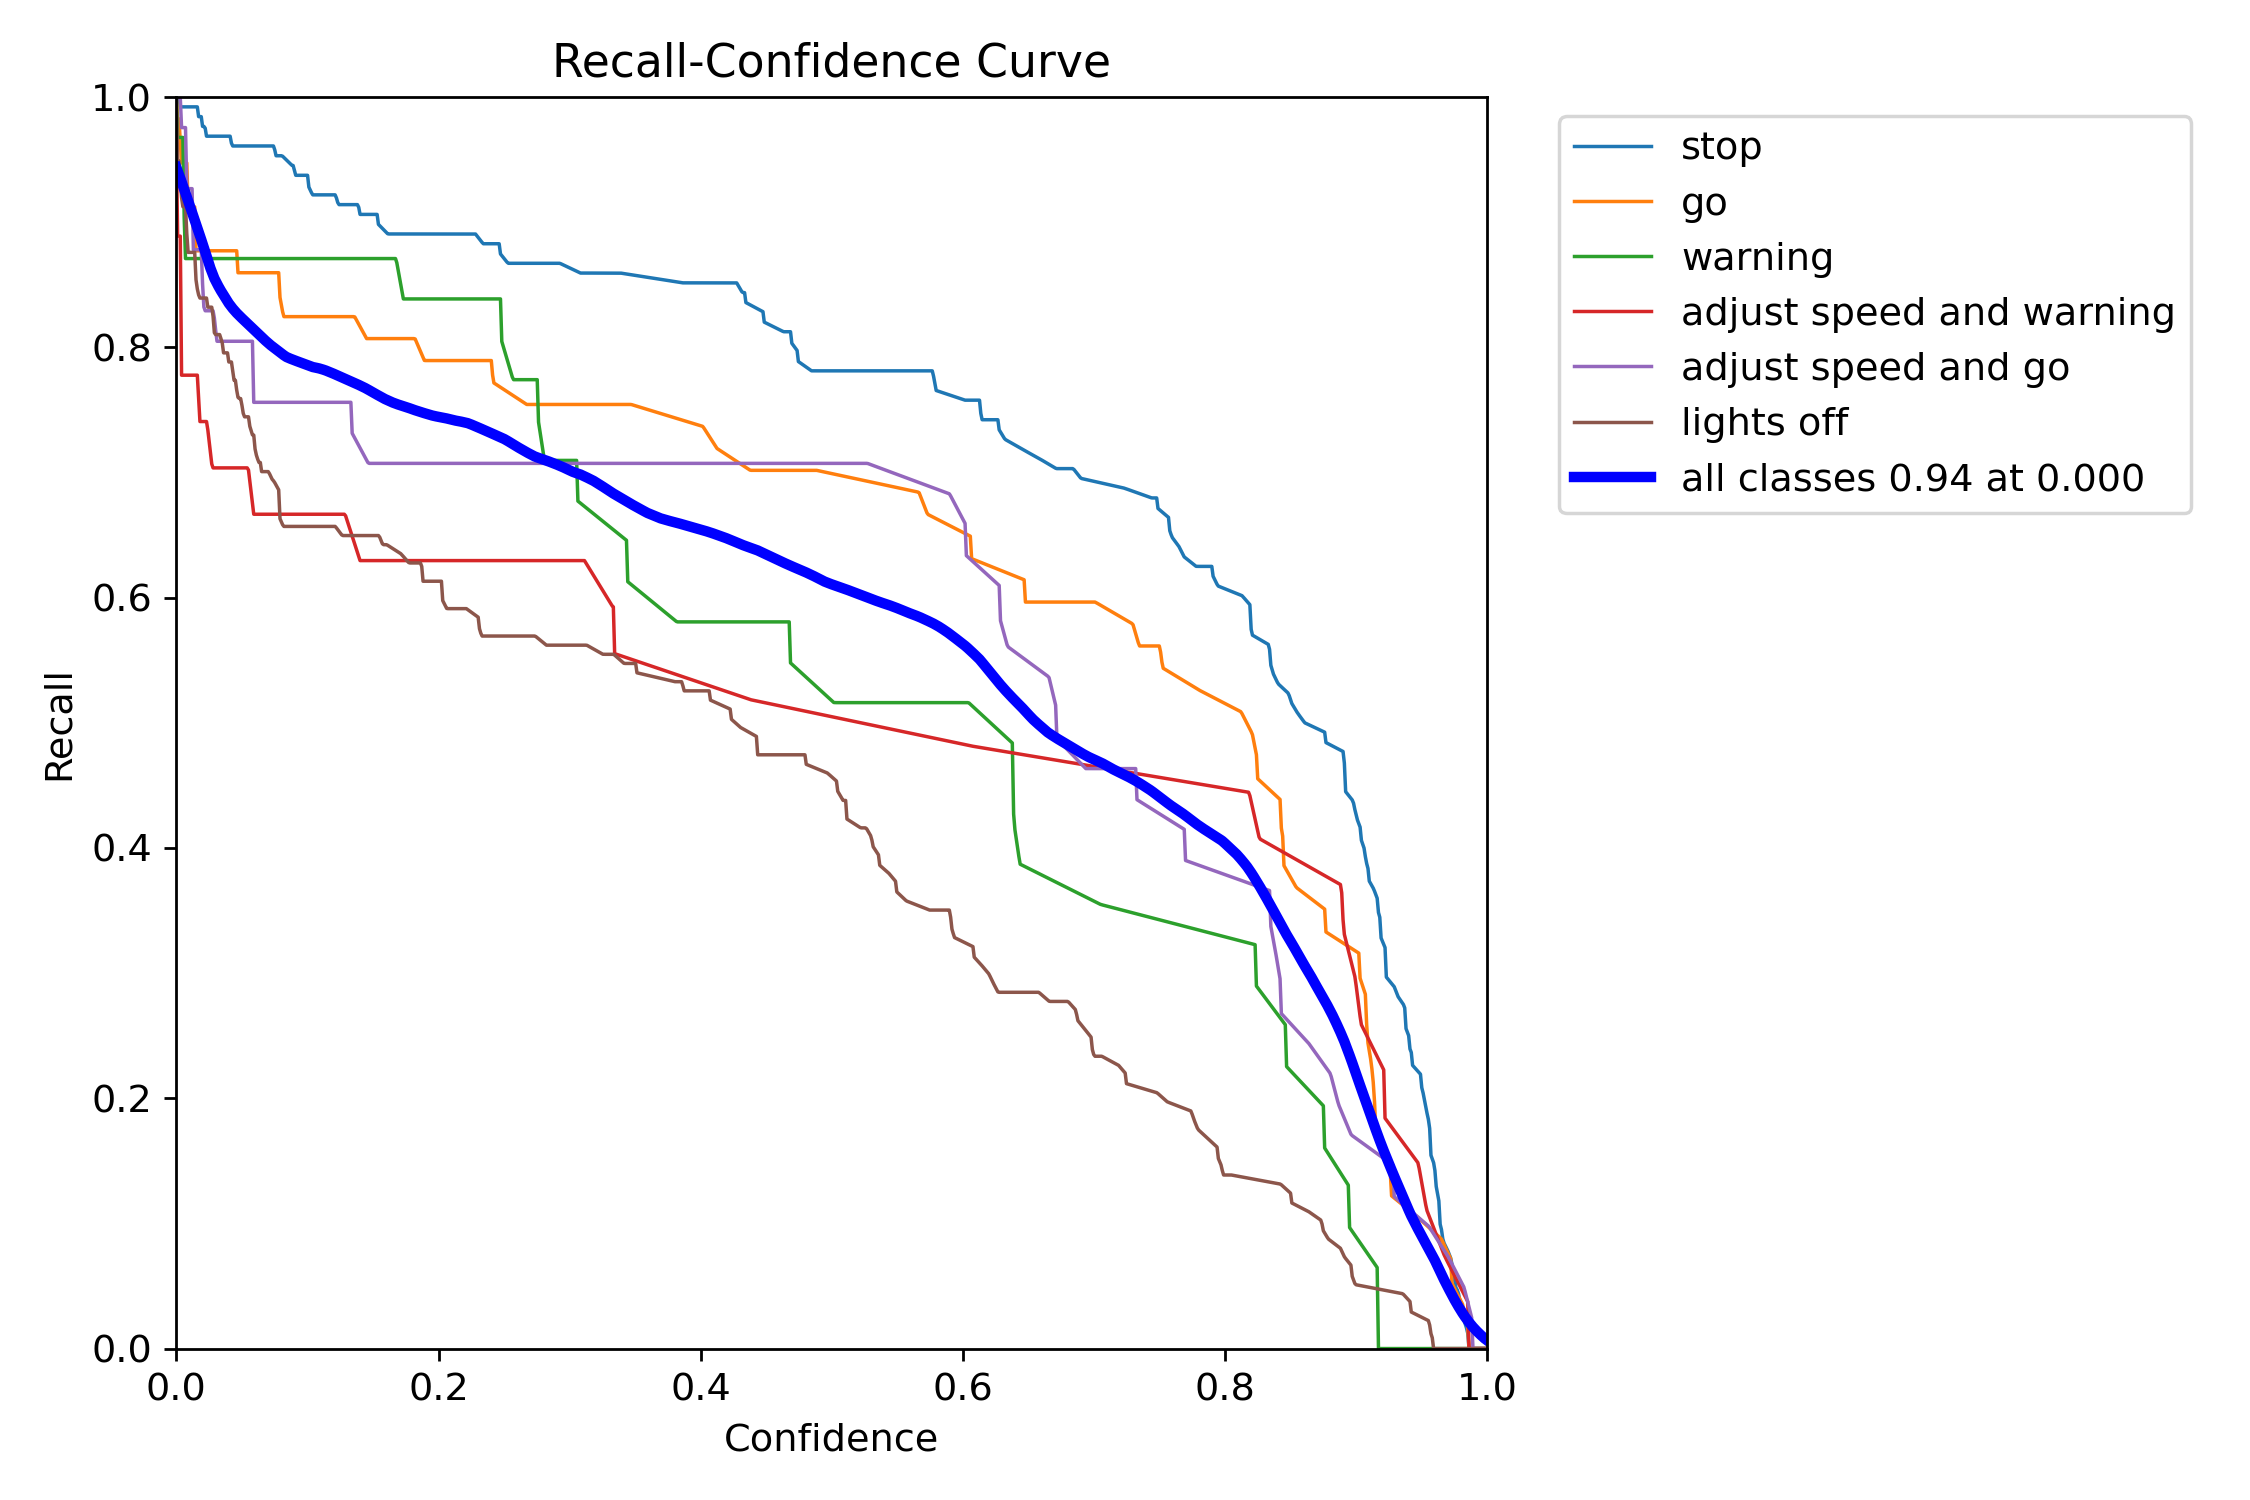 Recall-Confidence Curve
1.0
0.8
0.6
0.4
0.2
0.0
Recall
0.0 0.2 0.4 0.6 0.8 1.0
Confidence
stop
go
warning
adjust speed and warning
adjust speed and go
lights off
all classes 0.94 at 0.000